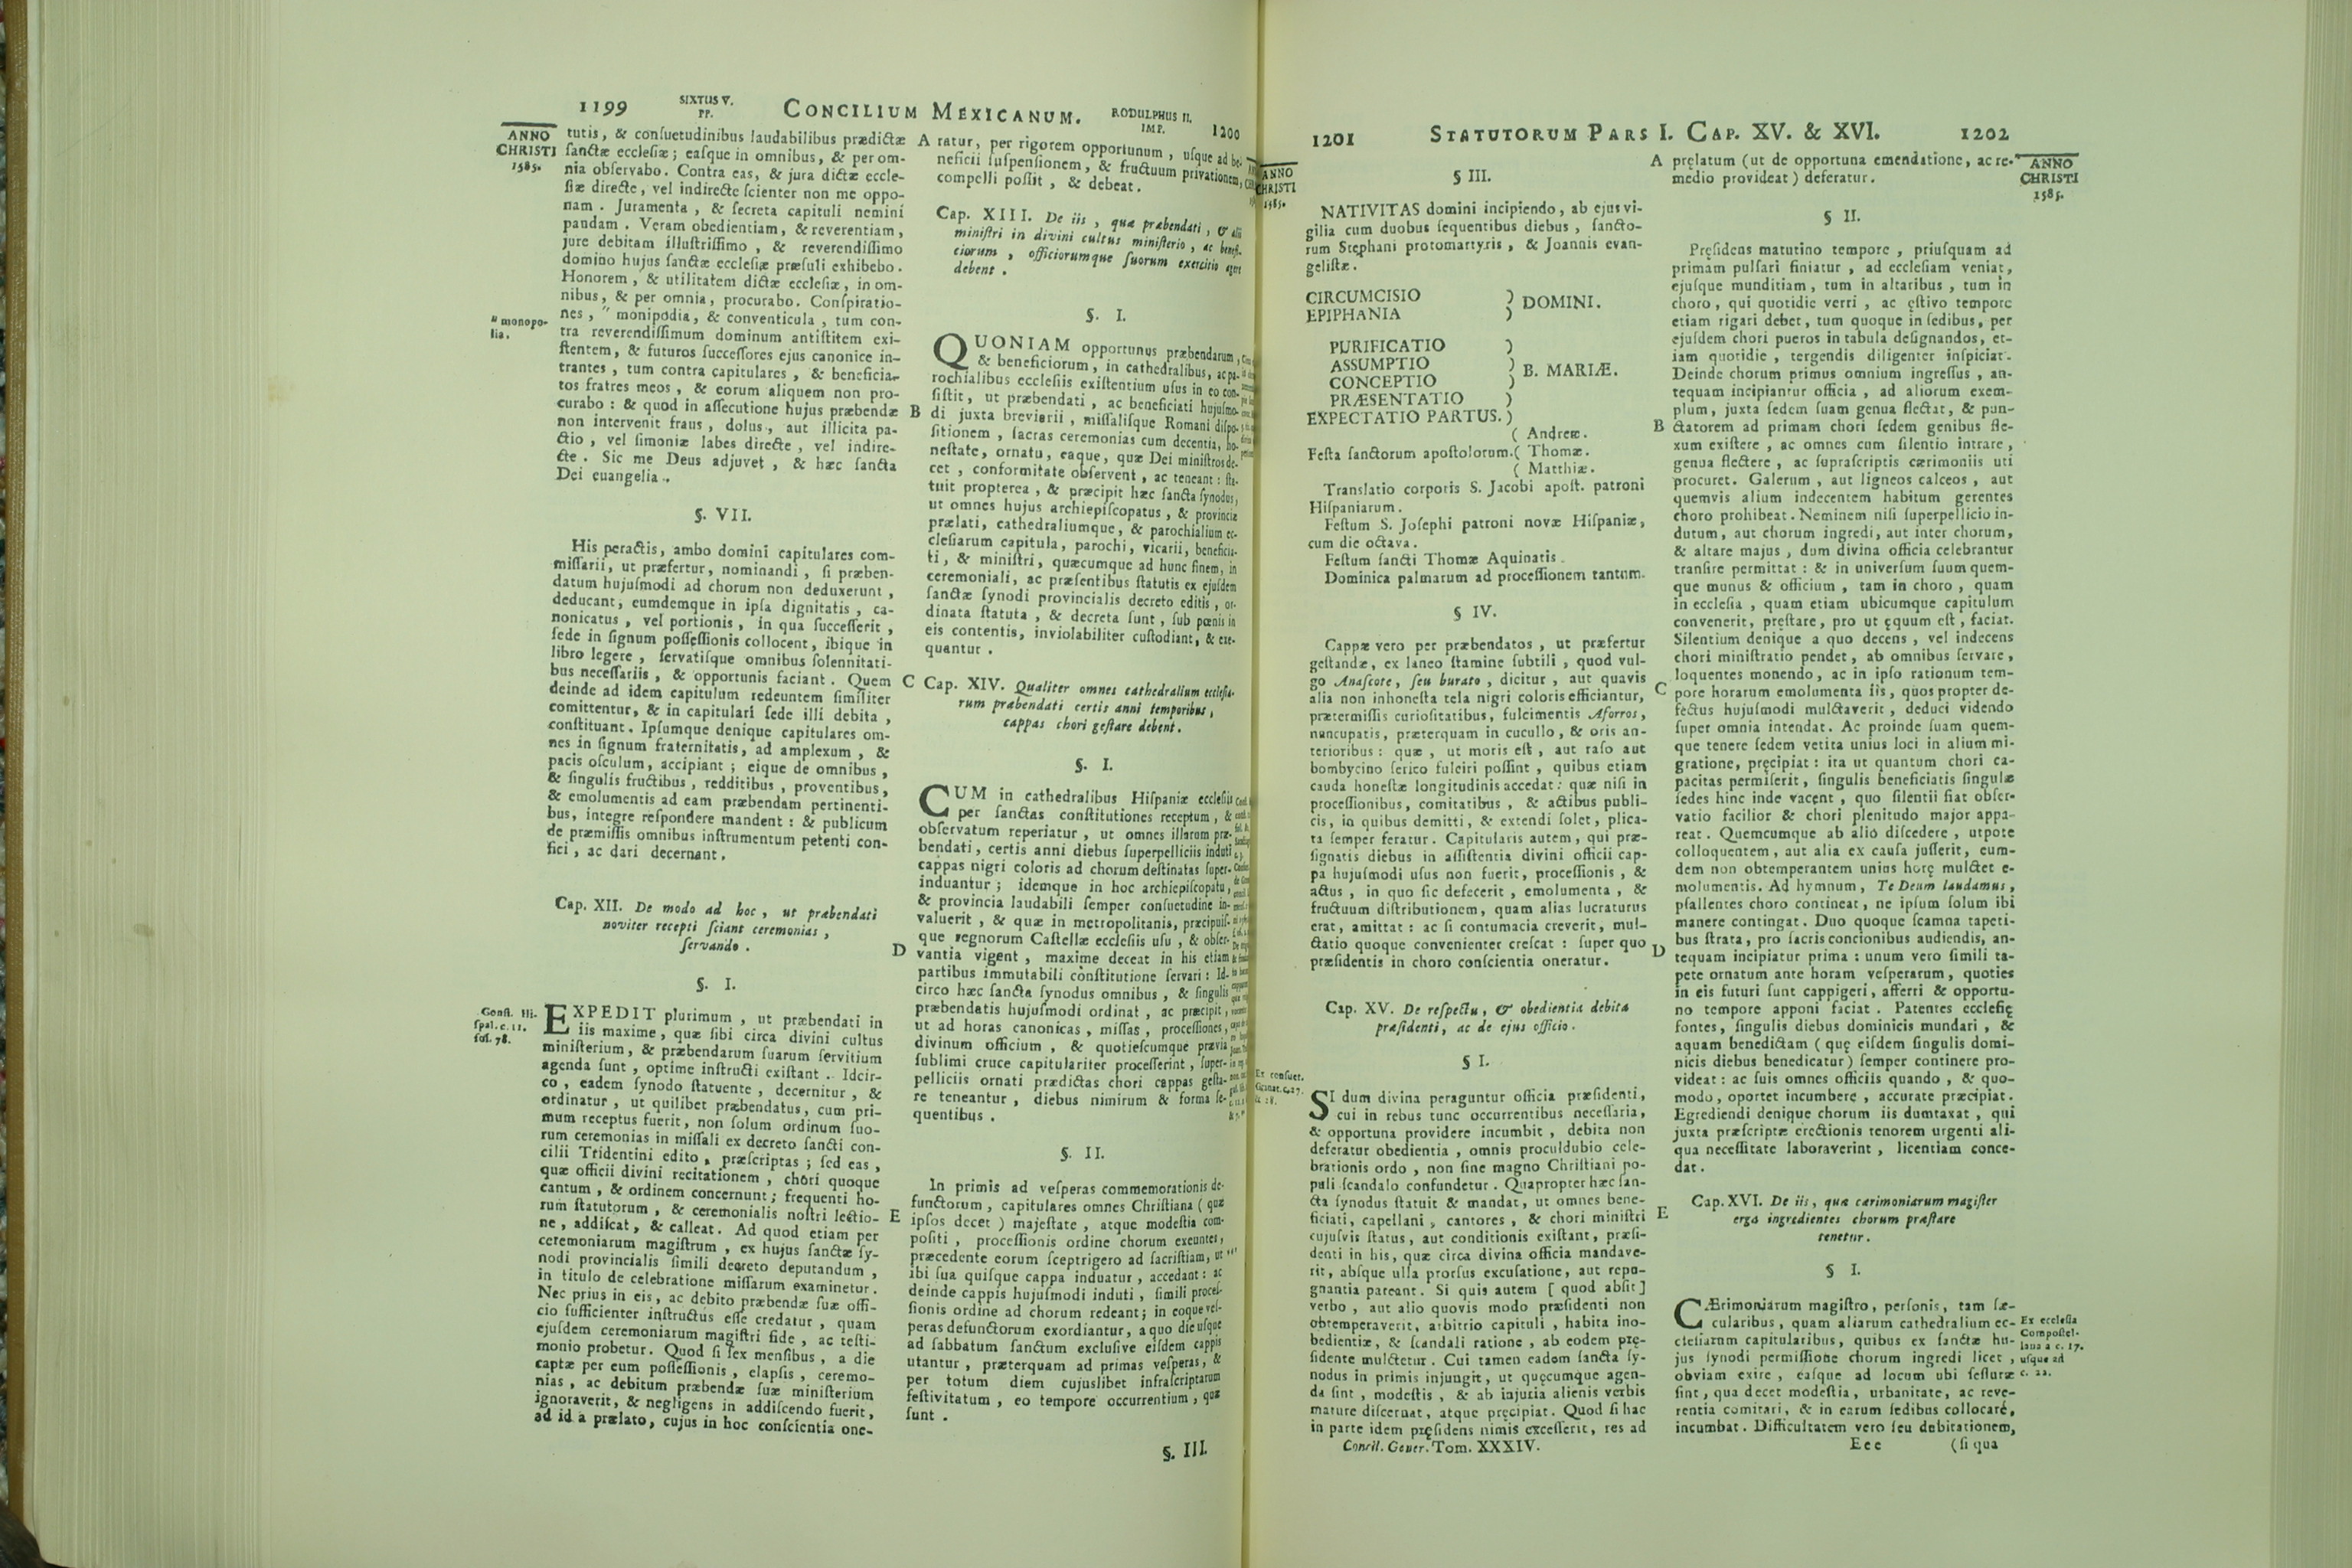 1199 SIXTUS V. PP. CONCILIUM MEXICANUM. RODULPHUS II. IMP. 1200
ANNO
CHRISTI
1585.
tutis, & conſuetudinibus laudabilibus prædictæ
ſanctæ eccleſiæ; eaſque in omnibus, & per om-
nia obſervabo. Contra eas, & jura dictæ eccle-
ſiæ directe, vel indirecte ſcienter non me oppo-
nam. Juramenta, & ſecreta capituli nemini
pandam. Veram obedientiam, & reverentiam,
jure debitam illuſtriſſimo, & reverendiſſimo
domino hujus ſanctæ eccleſiæ præſuli exhibebo.
Honorem, & utilitatem dictæ eccleſiæ, in om-
nibus, & per omnia, procurabo. Conſpiratio-
nes, " monipodia, & conventicula, tum con-
" monopo-
lia.
tra reverendiſſimum dominum antiſtitem exi-
ſtentem, & futuros ſucceſſores ejus canonice in-
trantes, tum contra capitulares, & beneficia-
tos fratres meos, & eorum aliquem non pro-
curabo: & quod in aſſecutione hujus præbendæ
non intervenit fraus, dolus, aut illicita pa-
ctio, vel ſimoniæ labes directe, vel indire-
cte. Sic me Deus adjuvet, & hæc ſancta
Dei euangelia.
§. VII.
His peractis, ambo domini capitulares com-
miſſarii, ut præfertur, nominandi, ſi præben-
datum hujuſmodi ad chorum non deduxerunt,
deducant, eumdemque in ipſa dignitatis, ca-
nonicatus, vel portionis, in qua ſucceſſerit,
ſede in ſignum poſſeſſionis collocent, ibique in
libro legere, ſervatiſque omnibus ſolennitati-
bus neceſſariis, & opportunis faciant. Quem
deinde ad idem capitulum redeuntem ſimiliter
comittentur, & in capitulari ſede illi debita,
conſtituant. Ipſumque denique capitulares om-
nes in ſignum fraternitatis, ad amplexum, &
pacis oſculum, accipiant; eique de omnibus,
& ſingulis fructibus, redditibus, proventibus,
& emolumentis ad eam præbendam pertinenti-
bus, integre reſpondere mandent: & publicum
de præmiſſis omnibus inſtrumentum petenti con-
fici, ac dari decernant.
Cap. XII. De modo ad hoc, ut præbendati
noviter recepti ſciant ceremonias,
ſervando.
§. I.
Conſt. Hi-
ſpal. c. 11.
fol. 78.
EXPEDIT plurimum, ut præbendati in
iis maxime, quæ ſibi circa divini cultus
miniſterium, & præbendarum ſuarum ſervitium
agenda ſunt, optime inſtructi exiſtant. Idcir-
co, eadem ſynodo ſtatuente, decernitur, &
ordinatur, ut quilibet præbendatus, cum pri-
mum receptus fuerit, non ſolum ordinum ſuo-
rum ceremonias in miſſali ex decreto ſancti con-
cilii Tridentini edito, præſcriptas; ſed eas,
quæ officii divini recitationem, chori quoque
cantum, & ordinem concernunt; frequenti ho-
rum ſtatutorum, & ceremonialis noſtri lectio-
ne, addiſcat, & calleat. Ad quod etiam per
ceremoniarum magiſtrum, ex hujus ſanctæ ſy-
nodi provincialis ſimili decreto deputandum,
in titulo de celebratione miſſarum examinetur.
Nec prius in eis, ac debito præbendæ ſuæ offi-
cio ſufficienter inſtructus eſſe credatur, quam
ejuſdem ceremoniarum magiſtri fide, ac teſti-
monio probetur. Quod ſi ſex menſibus, a die
captæ per eum poſſeſſionis, elapſis, ceremo-
nias, ac debitum præbendæ ſuæ miniſterium
ignoraverit, & negligens in addiſcendo fuerit,
ad id a prælato, cujus in hoc conſcientia one-
A ratur, per rigorem opportunum, uſque ad be-
neficii ſuſpenſionem, & fructuum privationem,
compelli poſſit, & debeat.
Cap. XIII. De iis, quæ præbendati, & alii
miniſtri in divini cultus miniſterio, ac benefi-
ciorum, officiorumque ſuorum exercitio agere
debent.
§. I.
QUONIAM opportunus præbendarum,
& beneficiorum, in cathedralibus, ac pa-
rochialibus eccleſiis exiſtentium uſus in eo con-
ſiſtit, ut præbendati, ac beneficiati hujuſmo-
B di juxta breviarii, miſſaliſque Romani diſpo-
ſitionem, ſacras ceremonias cum decentia, ho-
neſtate, ornatu, eaque, quæ Dei miniſtros de-
cet, conformitate obſervent, ac teneant: ſta-
tuit propterea, & præcipit hæc ſancta ſynodus,
ut omnes hujus archiepiſcopatus, & provinciæ
prælati, cathedraliumque, & parochialium ec-
cleſiarum capitula, parochi, vicarii, beneficia-
ti, & miniſtri, quæcumque ad hunc finem, in
ceremoniali, ac præſentibus ſtatutis ex ejuſdem
ſanctæ ſynodi provincialis decreto editis, or-
dinata ſtatuta, & decreta ſunt, ſub pœnis in
eis contentis, inviolabiliter cuſtodiant, & exe-
quantur.
C Cap. XIV. Qualiter omnes cathedralium eccleſia-
rum præbendati certis anni temporibus,
cappas chori geſtare debent.
§. I.
CUM in cathedralibus Hiſpaniæ eccleſiis
per ſanctas conſtitutiones receptum, &
obſervatum reperiatur, ut omnes illarum præ-
bendati, certis anni diebus ſuperpelliciis induti
cappas nigri coloris ad chorum deſtinatas ſuper-
induantur; idemque in hoc archiepiſcopatu,
& provincia laudabili ſemper conſuetudine in-
valuerit, & quæ in metropolitanis, præcipuiſ-
que regnorum Caſtellæ eccleſiis uſu, & obſer-
D vantia vigent, maxime deceat in his etiam
partibus immutabili conſtitutione ſervari: Id-
circo hæc ſancta ſynodus omnibus, & ſingulis
præbendatis hujuſmodi ordinat, ac præcipit,
ut ad horas canonicas, miſſas, proceſſiones,
divinum officium, & quotieſcumque prævia
ſublimi cruce capitulariter proceſſerint, ſuper-
pelliciis ornati prædictas chori cappas geſta-
re teneantur, diebus nimirum & forma ſe-
quentibus.
§. II.
In primis ad veſperas commemorationis de-
functorum, capitulares omnes Chriſtiana (quæ
E ipſos decet) majeſtate, atque modeſtia com-
poſiti, proceſſionis ordine chorum exeuntes,
præcedente eorum ſceptrigero ad ſacriſtiam, ut
ibi ſua quiſque cappa induatur, accedant: ac
deinde cappis hujuſmodi induti, ſimili proceſ-
ſionis ordine ad chorum redeant; in eoque veſ-
peras defunctorum exordiantur, a quo die uſque
ad ſabbatum ſanctum excluſive eiſdem cappis
utantur, præterquam ad primas veſperas, &
per totum diem cujuslibet infraſcriptarum
feſtivitatum, eo tempore occurrentium, quæ
ſunt.
§. III.
1201 STATUTORUM PARS I. CAP. XV. & XVI. 1202
ANNO
CHRISTI
1585.
§ III.
NATIVITAS domini incipiendo, ab ejus vi-
gilia cum duobus ſequentibus diebus, ſancto-
rum Stephani protomartyris, & Joannis evan-
geliſtæ.
CIRCUMCISIO )
EPIPHANIA ) DOMINI.
PURIFICATIO )
ASSUMPTIO )
CONCEPTIO ) B. MARIÆ.
PRÆSENTATIO )
EXPECTATIO PARTUS. )
( Andreæ.
Feſta ſanctorum apoſtolorum. ( Thomæ.
( Matthiæ.
Translatio corporis S. Jacobi apoſt. patroni
Hiſpaniarum.
Feſtum S. Joſephi patroni novæ Hiſpaniæ,
cum die octava.
Feſtum ſancti Thomæ Aquinatis.
Dominica palmarum ad proceſſionem tantum.
§ IV.
Cappæ vero per præbendatos, ut præfertur
geſtandæ, ex laneo ſtamine ſubtili, quod vul-
go Anaſcote, ſeu burato, dicitur, aut quavis
alia non inhoneſta tela nigri coloris efficiantur,
prætermiſſis curioſitatibus, fulcimentis Aforros,
nuncupatis, præterquam in cucullo, & oris an-
terioribus: quæ, ut moris eſt, aut raſo aut
bombycino ſerico fulciri poſſint, quibus etiam
cauda honeſtæ longitudinis accedat: quæ niſi in
proceſſionibus, comitatibus, & actibus publi-
cis, in quibus demitti, & extendi ſolet, plica-
ta ſemper feratur. Capitularis autem, qui præ-
ſignatis diebus in aſſiſtentia divini officii cap-
pa hujuſmodi uſus non fuerit, proceſſionis, &
actus, in quo ſic defecerit, emolumenta, &
fructuum diſtributionem, quam alias lucraturus
erat, amittat: ac ſi contumacia creverit, mul-
ctatio quoque convenienter creſcat: ſuper quo
præſidentis in choro conſcientia oneratur.
Cap. XV. De reſpectu, & obedientia debita
præſidenti, ac de ejus officio.
§ I.
Ex conſuet.
Granat. c. 27.
& 28.
SI dum divina peraguntur officia præſidenti,
cui in rebus tunc occurrentibus neceſſaria,
& opportuna providere incumbit, debita non
deferatur obedientia, omnis proculdubio cele-
brationis ordo, non ſine magno Chriſtiani po-
puli ſcandalo confundetur. Quapropter hæc ſan-
cta ſynodus ſtatuit & mandat, ut omnes bene-
ficiati, capellani, cantores, & chori miniſtri
cujuſvis ſtatus, aut conditionis exiſtant, præſi-
denti in his, quæ circa divina officia mandave-
rit, abſque ulla prorſus excuſatione, aut repu-
gnantia pareant. Si quis autem [ quod abſit ]
verbo, aut alio quovis modo præſidenti non
obtemperaverit, arbitrio capituli, habita ino-
bedientiæ, & ſcandali ratione, ab eodem prę-
ſidente mulctetur. Cui tamen eadem ſancta ſy-
nodus in primis injungit, ut quęcumque agen-
da ſint, modeſtis, & ab injuria alienis verbis
mature diſcernat, atque pręcipiat. Quod ſi hac
in parte idem pręſidens nimis exceſſerit, res ad
Concil. Gener. Tom. XXXIV.
A pręlatum (ut de opportuna emendatione, ac re-
medio provideat) deferatur.
ANNO
CHRISTI
1585.
§ II.
Pręſidens matutino tempore, priuſquam ad
primam pulſari finiatur, ad eccleſiam veniat,
ejuſque munditiam, tum in altaribus, tum in
choro, qui quotidie verri, ac ęſtivo tempore
etiam rigari debet, tum quoque in ſedibus, per
ejuſdem chori pueros in tabula deſignandos, et-
iam quotidie, tergendis diligenter inſpiciat.
Deinde chorum primus omnium ingreſſus, an-
tequam incipiantur officia, ad aliorum exem-
plum, juxta ſedem ſuam genua flectat, & pun-
B ctatorem ad primam chori ſedem genibus fle-
xum exiſtere, ac omnes cum ſilentio intrare,
genua flectere, ac ſupraſcriptis cærimoniis uti
procuret. Galerum, aut ligneos calceos, aut
quemvis alium indecentem habitum gerentes
choro prohibeat. Neminem niſi ſuperpellicio in-
dutum, aut chorum ingredi, aut inter chorum,
& altare majus, dum divina officia celebrantur
tranſire permittat: & in univerſum ſuum quem-
que munus & officium, tam in choro, quam
in eccleſia, quam etiam ubicumque capitulum
convenerit, pręſtare, pro ut ęquum eſt, faciat.
Silentium denique a quo decens, vel indecens
chori miniſtratio pendet, ab omnibus ſervare,
loquentes monendo, ac in ipſo rationum tem-
C pore horarum emolumenta iis, quos propter de-
fectus hujuſmodi mulctaverit, deduci videndo
ſuper omnia intendat. Ac proinde ſuam quem-
que tenere ſedem vetita unius loci in alium mi-
gratione, pręcipiat: ita ut quantum chori ca-
pacitas permiſerit, ſingulis beneficiatis ſingulæ
ſedes hinc inde vacent, quo ſilentii fiat obſer-
vatio facilior & chori plenitudo major appa-
reat. Quemcumque ab alio diſcedere, utpote
colloquentem, aut alia ex cauſa juſſerit, eum-
dem non obtemperantem unius horę mulctet e-
molumentis. Ad hymnum, Te Deum laudamus,
pſallentes choro contineat, ne ipſum ſolum ibi
manere contingat. Duo quoque ſcamna tapeti-
bus ſtrata, pro ſacris concionibus audiendis, an-
D tequam incipiatur prima: unum vero ſimili ta-
pete ornatum ante horam veſperarum, quoties
in eis futuri ſunt cappigeri, afferri & opportu-
no tempore apponi faciat. Patentes eccleſię
fontes, ſingulis diebus dominicis mundari, &
aquam benedictam (quę eiſdem ſingulis domi-
nicis diebus benedicatur) ſemper continere pro-
videat: ac ſuis omnes officiis quando, & quo-
modo, oportet incumbere, accurate præcipiat.
Egrediendi denique chorum iis dumtaxat, qui
juxta præſcriptæ erectionis tenorem urgenti ali-
qua neceſſitate laboraverint, licentiam conce-
dat.
E Cap. XVI. De iis, quæ cærimoniarum magiſter
erga ingredientes chorum præſtare
tenetur.
§ I.
CÆrimoniarum magiſtro, perſonis, tam ſæ-
cularibus, quam aliarum cathedralium ec-
cleſiarum capitularibus, quibus ex ſanctæ hu-
jus ſynodi permiſſione chorum ingredi licet,
obviam exire, eaſque ad locum ubi ſeſſuræ
ſint, qua decet modeſtia, urbanitate, ac reve-
rentia comitari, & in earum ſedibus collocare,
incumbat. Difficultatem vero ſeu dubitationem,
Ex eccleſia
Compoſtel-
lana a c. 17.
uſque ad
c. 22.
Eee (ſi qua